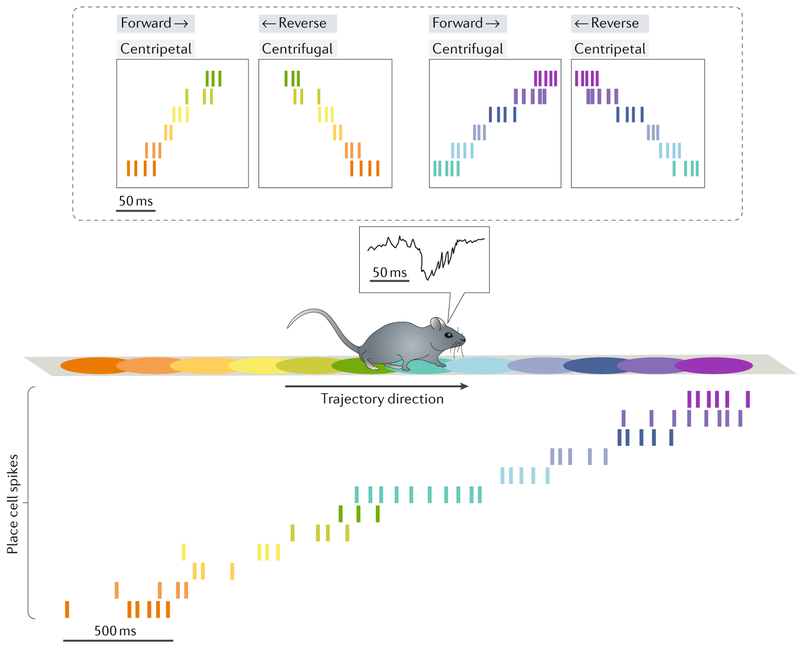 Forward →
← Reverse
Forward →
← Reverse
Centripetal
Centrifugal
Centrifugal
Centripetal
50 ms
50 ms
Trajectory direction
Place cell spikes
500 ms